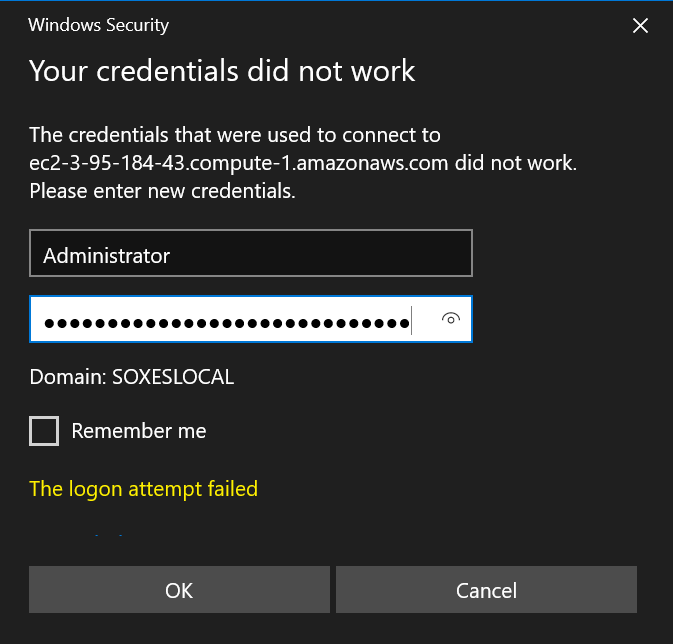 Windows Security
Your credentials did not work
The credentials that were used to connect to
ec2-3-95-184-43.compute-1.amazonaws.com did not work.
Please enter new credentials.
Administrator
●●●●●●●●●●●●●●●●●●●●●●●●●●●●●
Domain: SOXESLOCAL
Remember me
The logon attempt failed
OK
Cancel